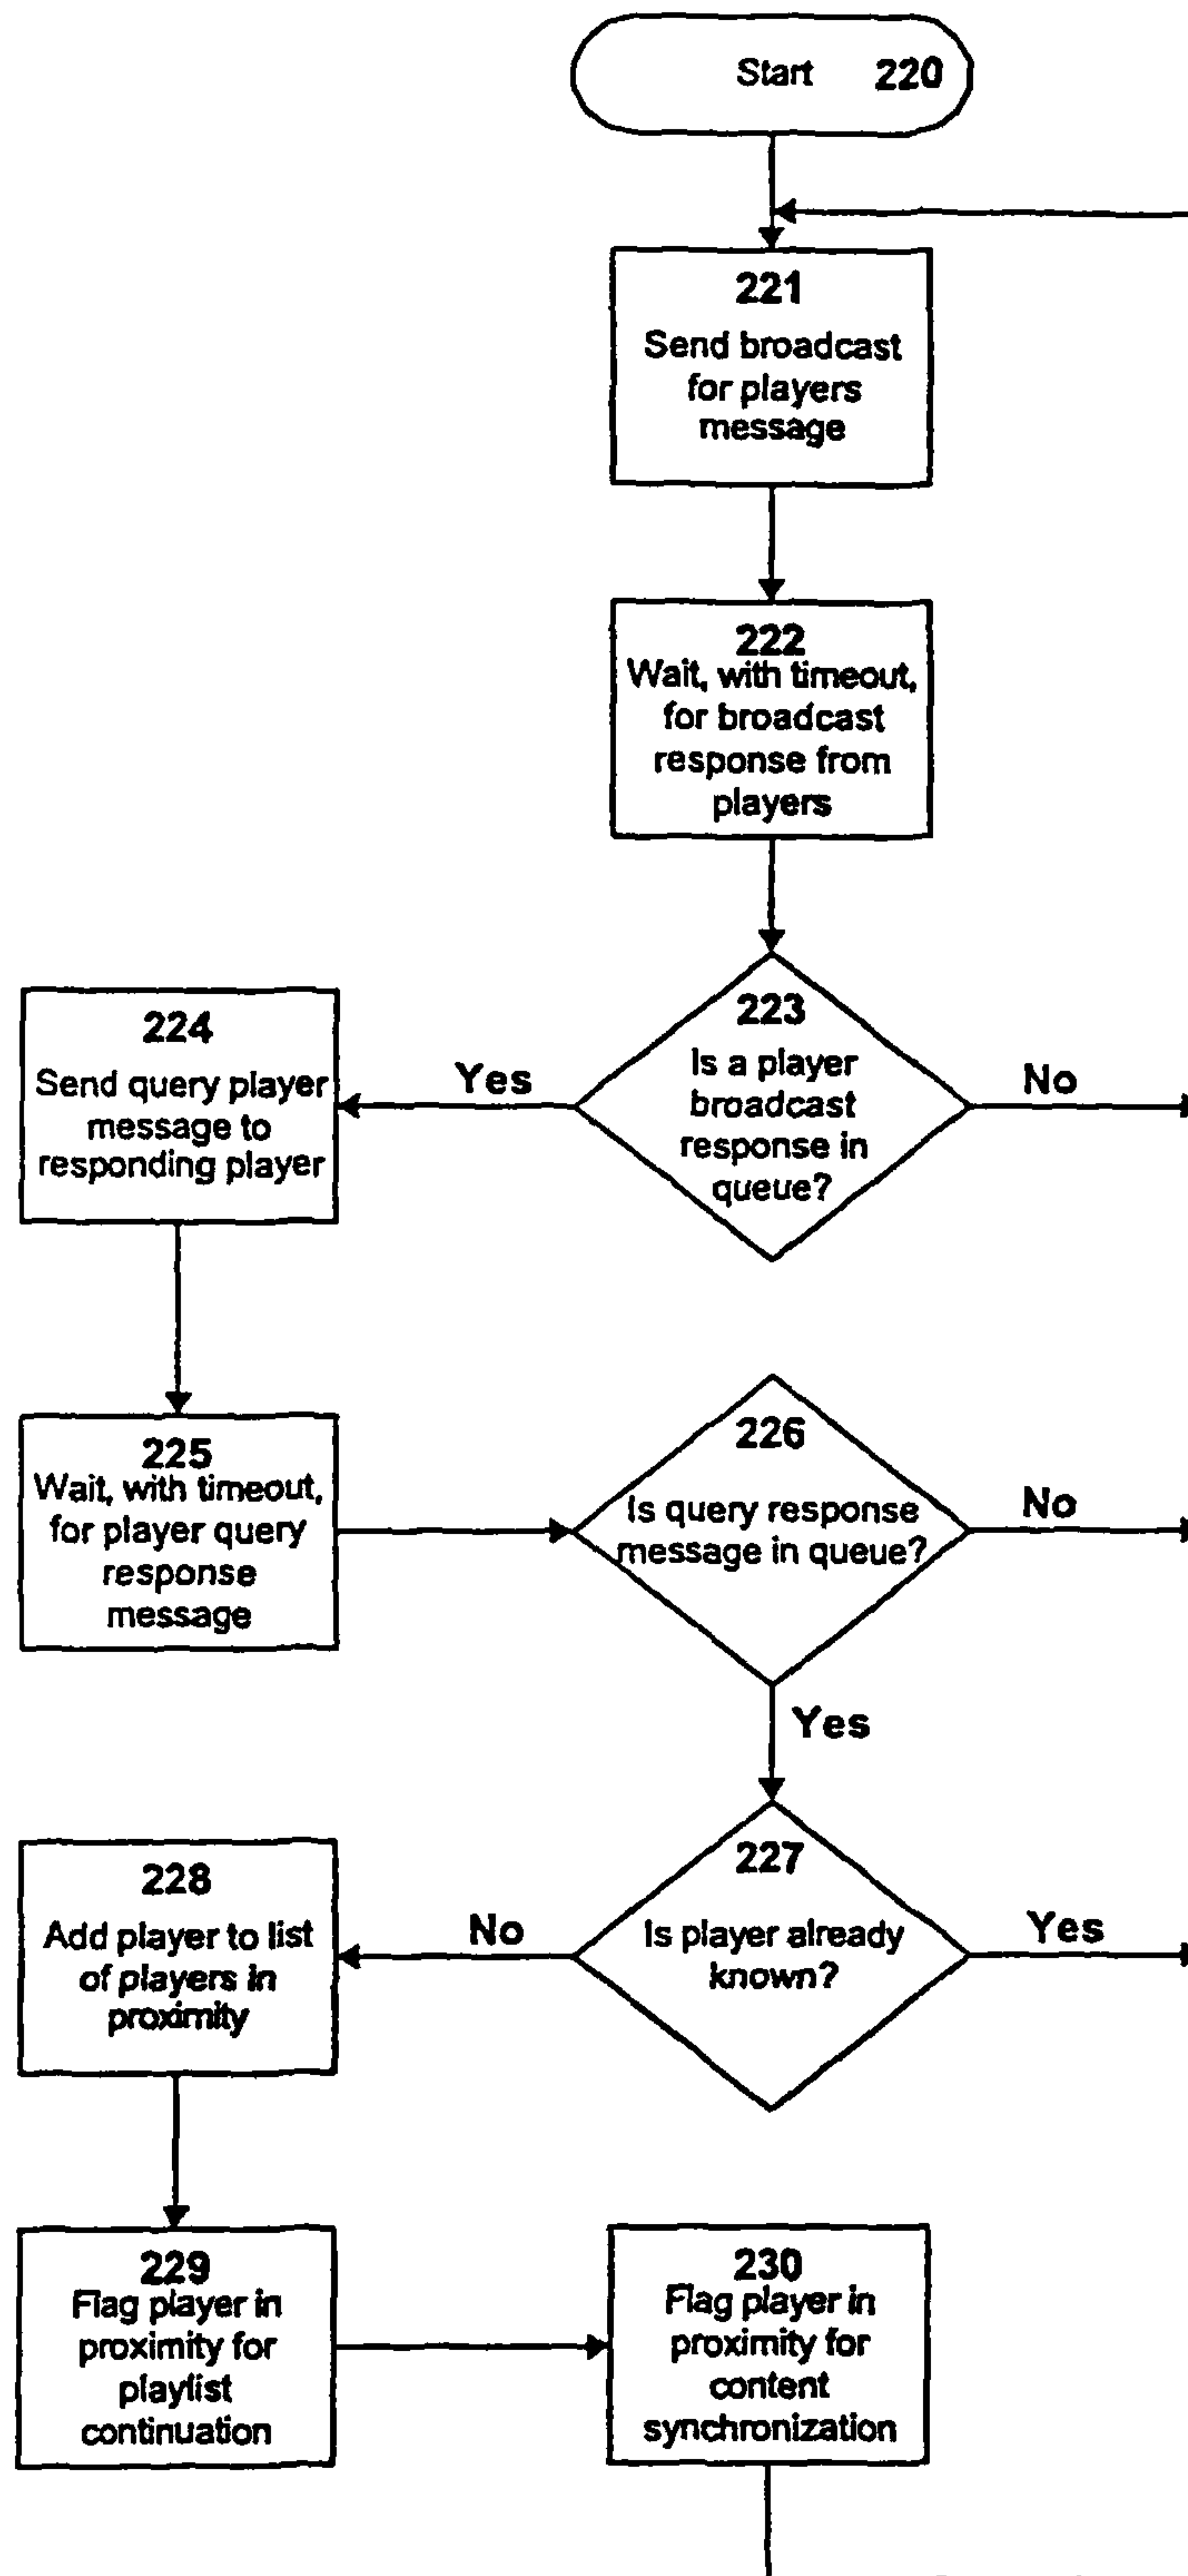 Start 220
221
Send broadcast
for players
message
222
Wait, with timeout,
for broadcast
response from
players
223
Is a player
broadcast
response in
queue?
Yes
No
224
Send query player
message to
responding player
225
Wait, with timeout,
for player query
response
message
226
Is query response
message in queue?
No
Yes
227
Is player already
known?
No
Yes
228
Add player to list
of players in
proximity
229
Flag player in
proximity for
playlist
continuation
230
Flag player in
proximity for
content
synchronization